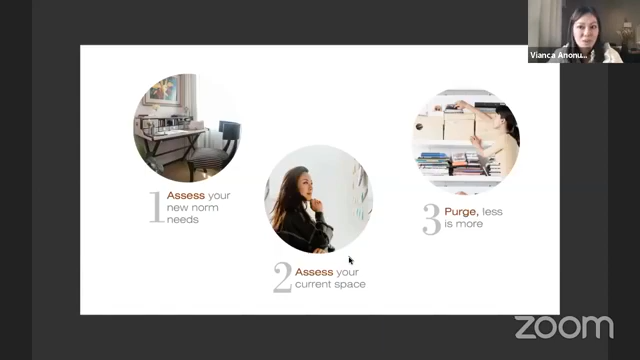 Vianca Anonu...
1 Assess your
new norm
needs
2 Assess your
current space
3 Purge, less
is more
zoom